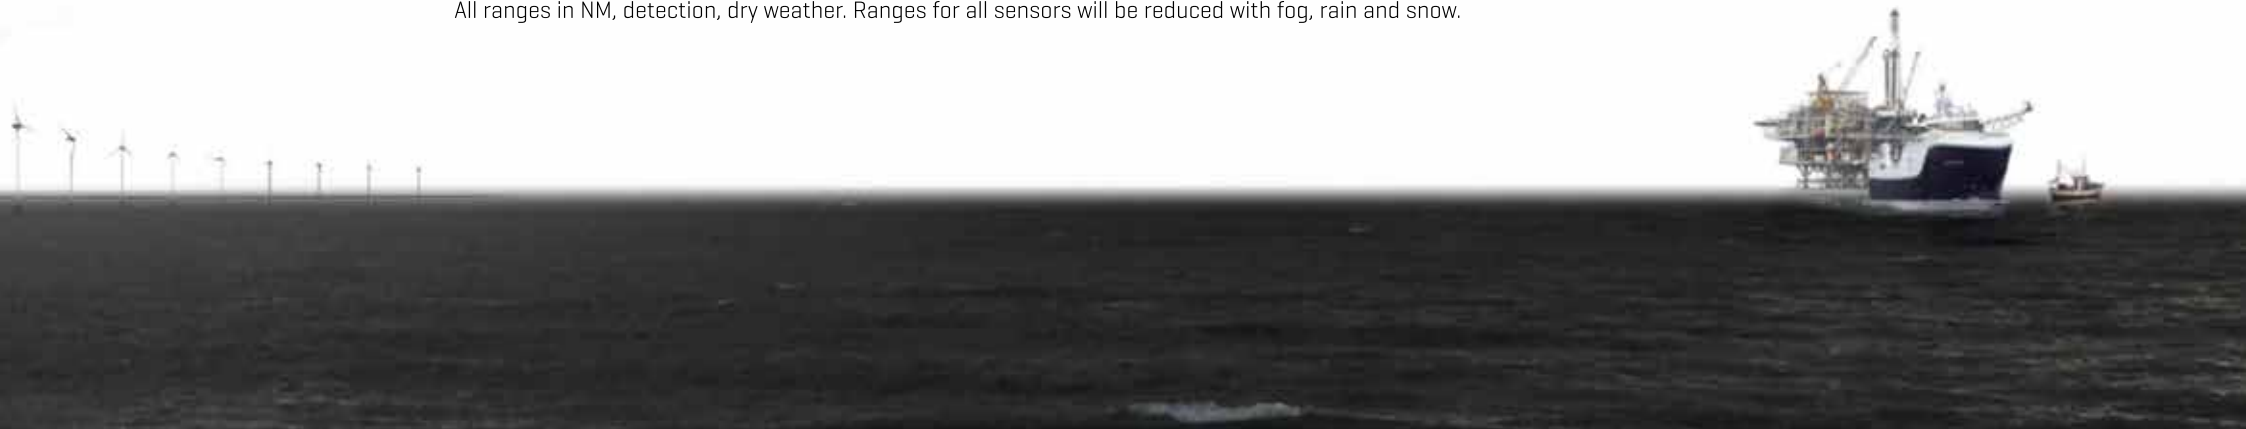 All ranges in NM, detection, dry weather. Ranges for all sensors will be reduced with fog, rain and snow.